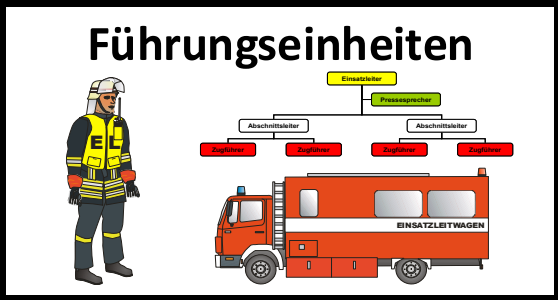 Führungseinheiten
Einsatzleiter
Pressesprecher
Abschnittsleiter
Abschnittsleiter
Zugführer
Zugführer
Zugführer
Zugführer
EL
EINSATZLEITWAGEN